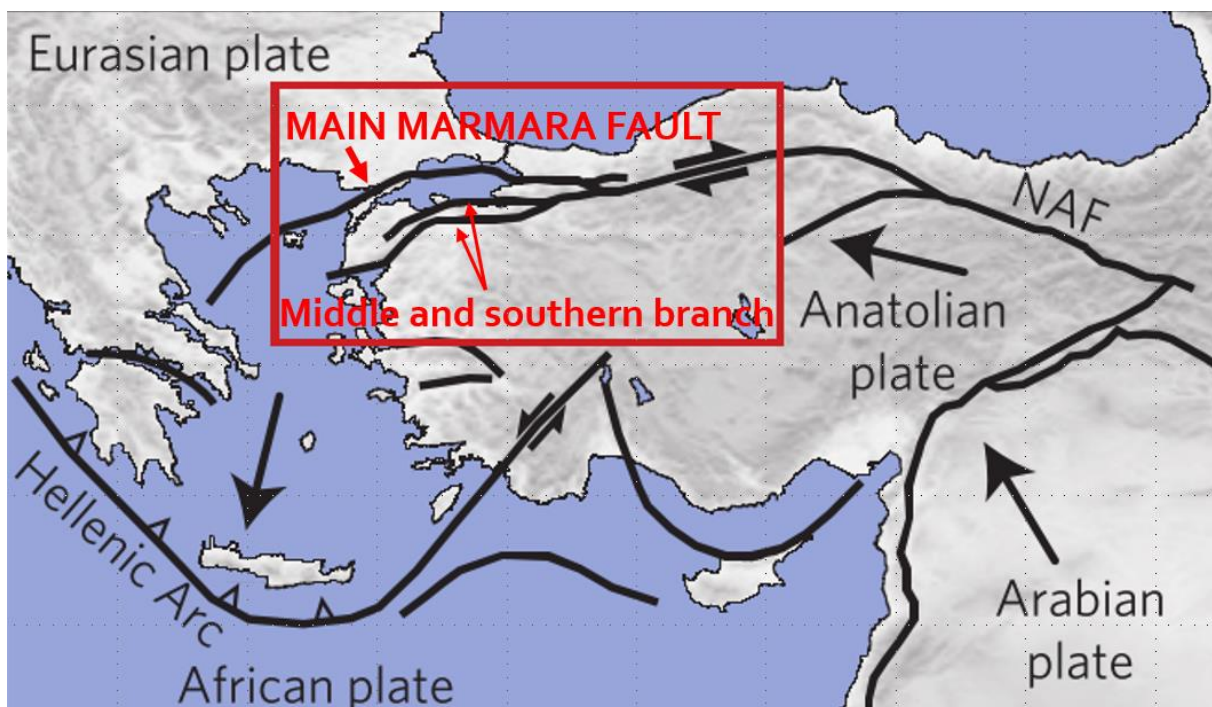 Eurasian plate
MAIN MARMARA FAULT
NAF
Middle and southern branch
Anatolian
plate
Hellenic Arc
Arabian
plate
African plate